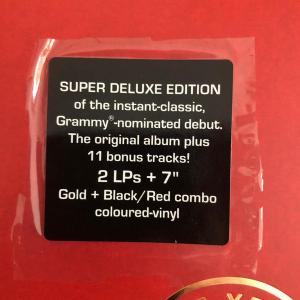 SUPER DELUXE EDITION
of the instant-classic,
Grammy®-nominated debut.
The original album plus
11 bonus tracks!
2 LPs + 7"
Gold + Black/Red combo
coloured-vinyl